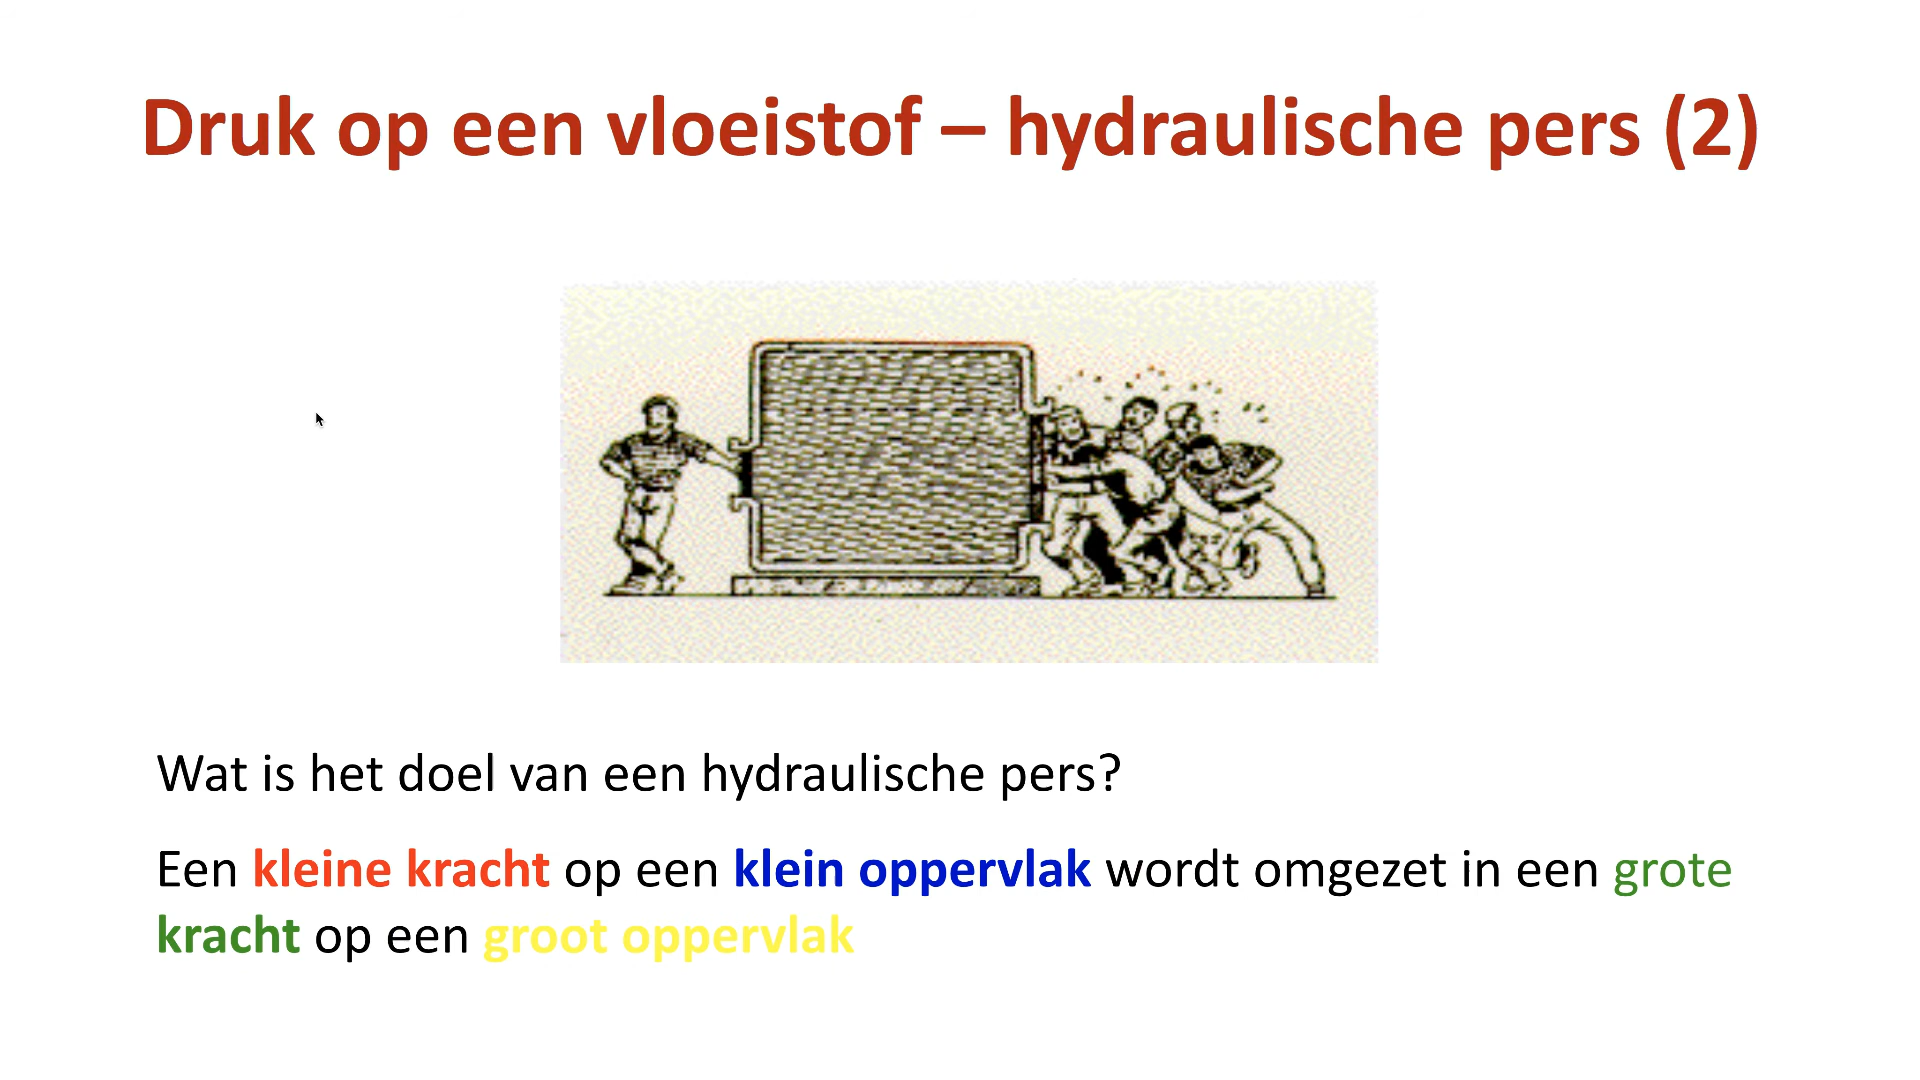 Druk op een vloeistof – hydraulische pers (2)
Wat is het doel van een hydraulische pers?
Een kleine kracht op een klein oppervlak wordt omgezet in een grote
kracht op een groot oppervlak